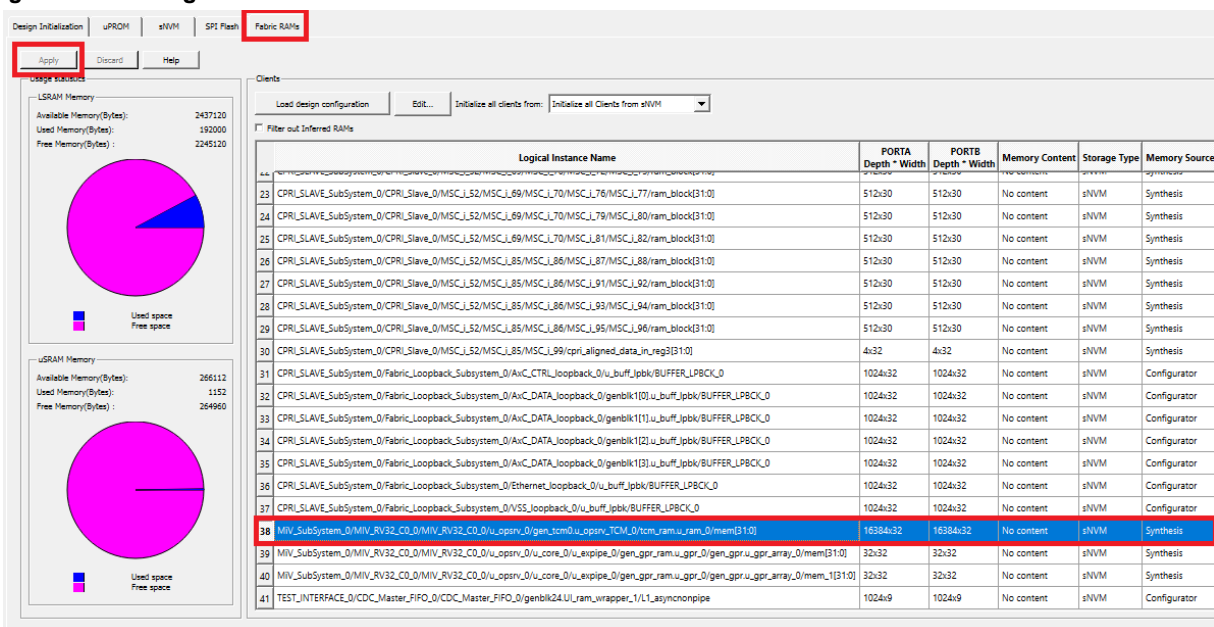 Design Initialization uPROM sNVM SPI Flash Fabric RAMs
Apply Discard Help
Usage statistics
LSRAM Memory
Available Memory(Bytes): 2437120
Used Memory(Bytes): 192000
Free Memory(Bytes) : 2245120
Used space
Free space
uSRAM Memory
Available Memory(Bytes): 266112
Used Memory(Bytes): 1152
Free Memory(Bytes) : 264960
Used space
Free space
Clients
Load design configuration Edit... Initialize all clients from: Initialize all Clients from sNVM
Filter out Inferred RAMs
Logical Instance Name PORTA Depth * Width PORTB Depth * Width Memory Content Storage Type Memory Source
23 CPRI_SLAVE_SubSystem_0/CPRI_Slave_0/MSC_i_52/MSC_i_69/MSC_i_70/MSC_i_76/MSC_i_77/ram_block[31:0] 512x30 512x30 No content sNVM Synthesis
24 CPRI_SLAVE_SubSystem_0/CPRI_Slave_0/MSC_i_52/MSC_i_69/MSC_i_70/MSC_i_79/MSC_i_80/ram_block[31:0] 512x30 512x30 No content sNVM Synthesis
25 CPRI_SLAVE_SubSystem_0/CPRI_Slave_0/MSC_i_52/MSC_i_69/MSC_i_70/MSC_i_81/MSC_i_82/ram_block[31:0] 512x30 512x30 No content sNVM Synthesis
26 CPRI_SLAVE_SubSystem_0/CPRI_Slave_0/MSC_i_52/MSC_i_85/MSC_i_86/MSC_i_87/MSC_i_88/ram_block[31:0] 512x30 512x30 No content sNVM Synthesis
27 CPRI_SLAVE_SubSystem_0/CPRI_Slave_0/MSC_i_52/MSC_i_85/MSC_i_86/MSC_i_91/MSC_i_92/ram_block[31:0] 512x30 512x30 No content sNVM Synthesis
28 CPRI_SLAVE_SubSystem_0/CPRI_Slave_0/MSC_i_52/MSC_i_85/MSC_i_86/MSC_i_93/MSC_i_94/ram_block[31:0] 512x30 512x30 No content sNVM Synthesis
29 CPRI_SLAVE_SubSystem_0/CPRI_Slave_0/MSC_i_52/MSC_i_85/MSC_i_86/MSC_i_95/MSC_i_96/ram_block[31:0] 512x30 512x30 No content sNVM Synthesis
30 CPRI_SLAVE_SubSystem_0/CPRI_Slave_0/MSC_i_52/MSC_i_85/MSC_i_99/cpri_aligned_data_in_reg3[31:0] 4x32 4x32 No content sNVM Synthesis
31 CPRI_SLAVE_SubSystem_0/Fabric_Loopback_Subsystem_0/AxC_CTRL_loopback_0/u_buff_lpbk/BUFFER_LPBCK_0 1024x32 1024x32 No content sNVM Configurator
32 CPRI_SLAVE_SubSystem_0/Fabric_Loopback_Subsystem_0/AxC_DATA_loopback_0/genblk1[0].u_buff_lpbk/BUFFER_LPBCK_0 1024x32 1024x32 No content sNVM Configurator
33 CPRI_SLAVE_SubSystem_0/Fabric_Loopback_Subsystem_0/AxC_DATA_loopback_0/genblk1[1].u_buff_lpbk/BUFFER_LPBCK_0 1024x32 1024x32 No content sNVM Configurator
34 CPRI_SLAVE_SubSystem_0/Fabric_Loopback_Subsystem_0/AxC_DATA_loopback_0/genblk1[2].u_buff_lpbk/BUFFER_LPBCK_0 1024x32 1024x32 No content sNVM Configurator
35 CPRI_SLAVE_SubSystem_0/Fabric_Loopback_Subsystem_0/AxC_DATA_loopback_0/genblk1[3].u_buff_lpbk/BUFFER_LPBCK_0 1024x32 1024x32 No content sNVM Configurator
36 CPRI_SLAVE_SubSystem_0/Fabric_Loopback_Subsystem_0/Ethernet_loopback_0/u_buff_lpbk/BUFFER_LPBCK_0 1024x32 1024x32 No content sNVM Configurator
37 CPRI_SLAVE_SubSystem_0/Fabric_Loopback_Subsystem_0/VSS_loopback_0/u_buff_lpbk/BUFFER_LPBCK_0 1024x32 1024x32 No content sNVM Configurator
38 MiV_SubSystem_0/MIV_RV32_C0_0/MIV_RV32_C0_0/u_opsrv_0/gen_tcm0.u_opsrv_TCM_0/tcm_ram.u_ram_0/mem[31:0] 16384x32 16384x32 No content sNVM Synthesis
39 MiV_SubSystem_0/MIV_RV32_C0_0/MIV_RV32_C0_0/u_opsrv_0/u_core_0/u_expipe_0/gen_gpr_ram.u_gpr_0/gen_gpr.u_gpr_array_0/mem[31:0] 32x32 32x32 No content sNVM Synthesis
40 MiV_SubSystem_0/MIV_RV32_C0_0/MIV_RV32_C0_0/u_opsrv_0/u_core_0/u_expipe_0/gen_gpr_ram.u_gpr_0/gen_gpr.u_gpr_array_0/mem_1[31:0] 32x32 32x32 No content sNVM Synthesis
41 TEST_INTERFACE_0/CDC_Master_FIFO_0/CDC_Master_FIFO_0/genblk24.UI_ram_wrapper_1/L1_asyncnonpipe 1024x9 1024x9 No content sNVM Configurator